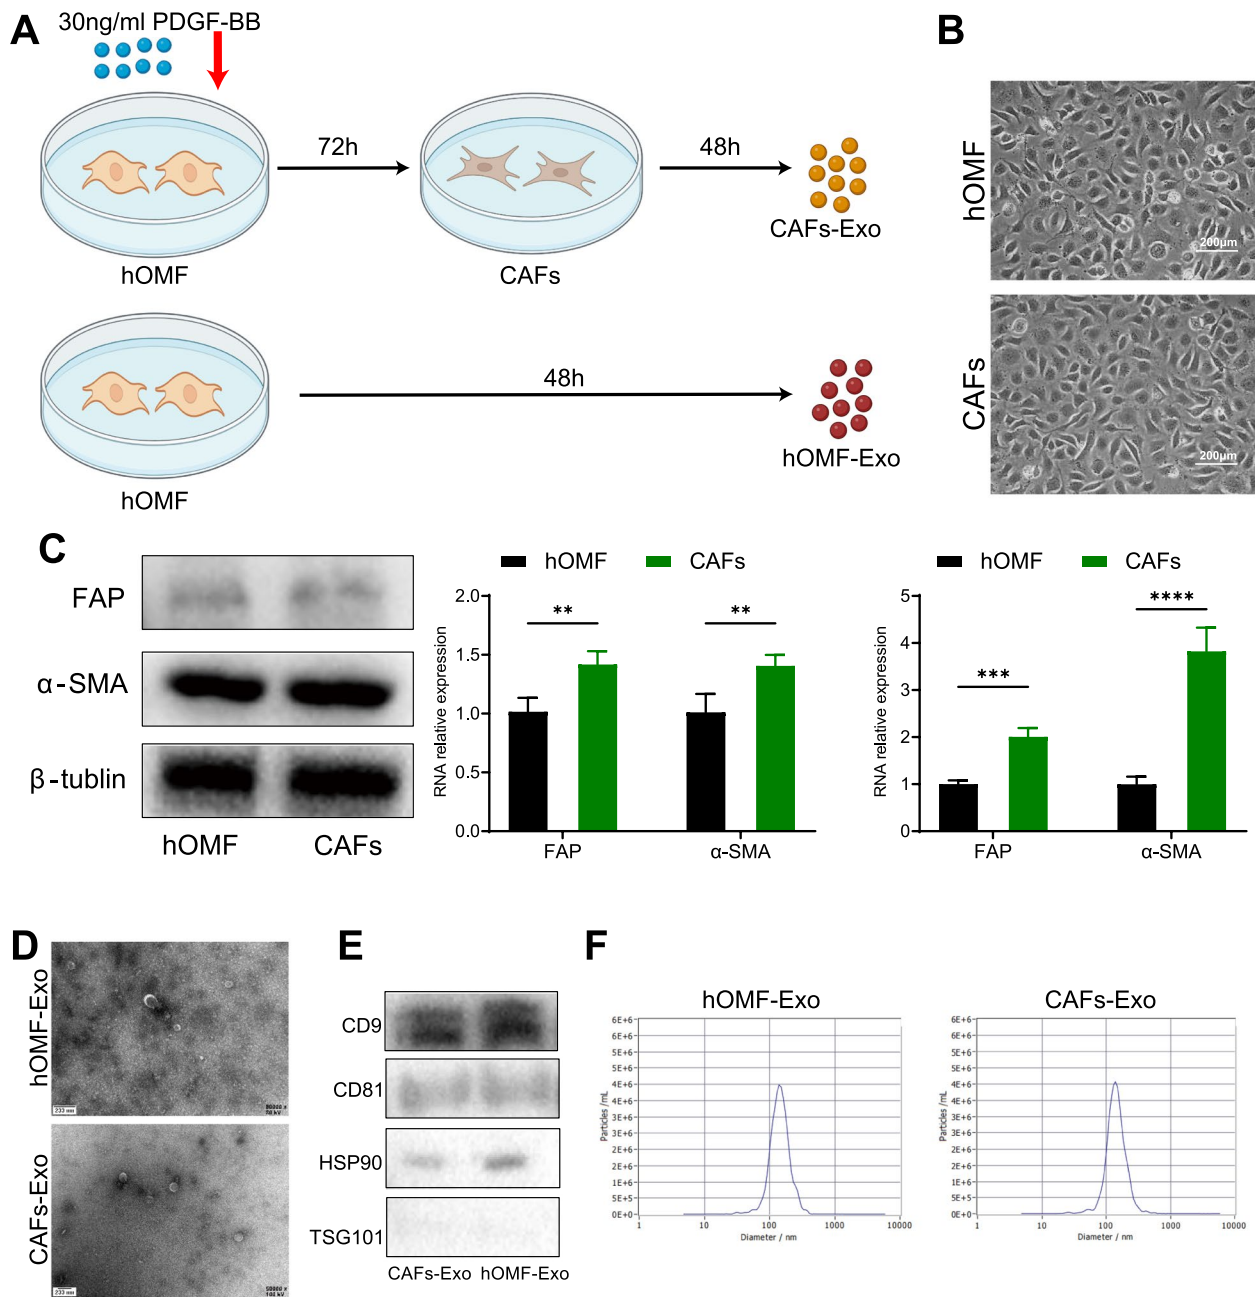 A
30ng/ml PDGF-BB
72h
48h
CAFs-Exo
hOMF
CAFs
48h
hOMF-Exo
hOMF
B
hOMF
200μm
CAFs
200μm
C
FAP
α-SMA
β-tublin
hOMF CAFs
hOMF CAFs
RNA relative expression
2.0
1.5
1.0
0.5
0.0
** **
FAP α-SMA
hOMF CAFs
RNA relative expression
5
4
3
2
1
0
*** ****
FAP α-SMA
D
hOMF-Exo
233 nm
CAFs-Exo
233 nm
E
CD9
CD81
HSP90
TSG101
CAFs-Exo hOMF-Exo
F
hOMF-Exo
Particles /mL
6E+6
6E+6
5E+6
5E+6
4E+6
4E+6
3E+6
3E+6
2E+6
2E+6
1E+6
5E+5
0E+0
1 10 100 1000 10000
Diameter / nm
CAFs-Exo
Particles /mL
6E+6
6E+6
5E+6
5E+6
4E+6
4E+6
3E+6
3E+6
2E+6
2E+6
1E+6
5E+5
0E+0
1 10 100 1000 10000
Diameter / nm